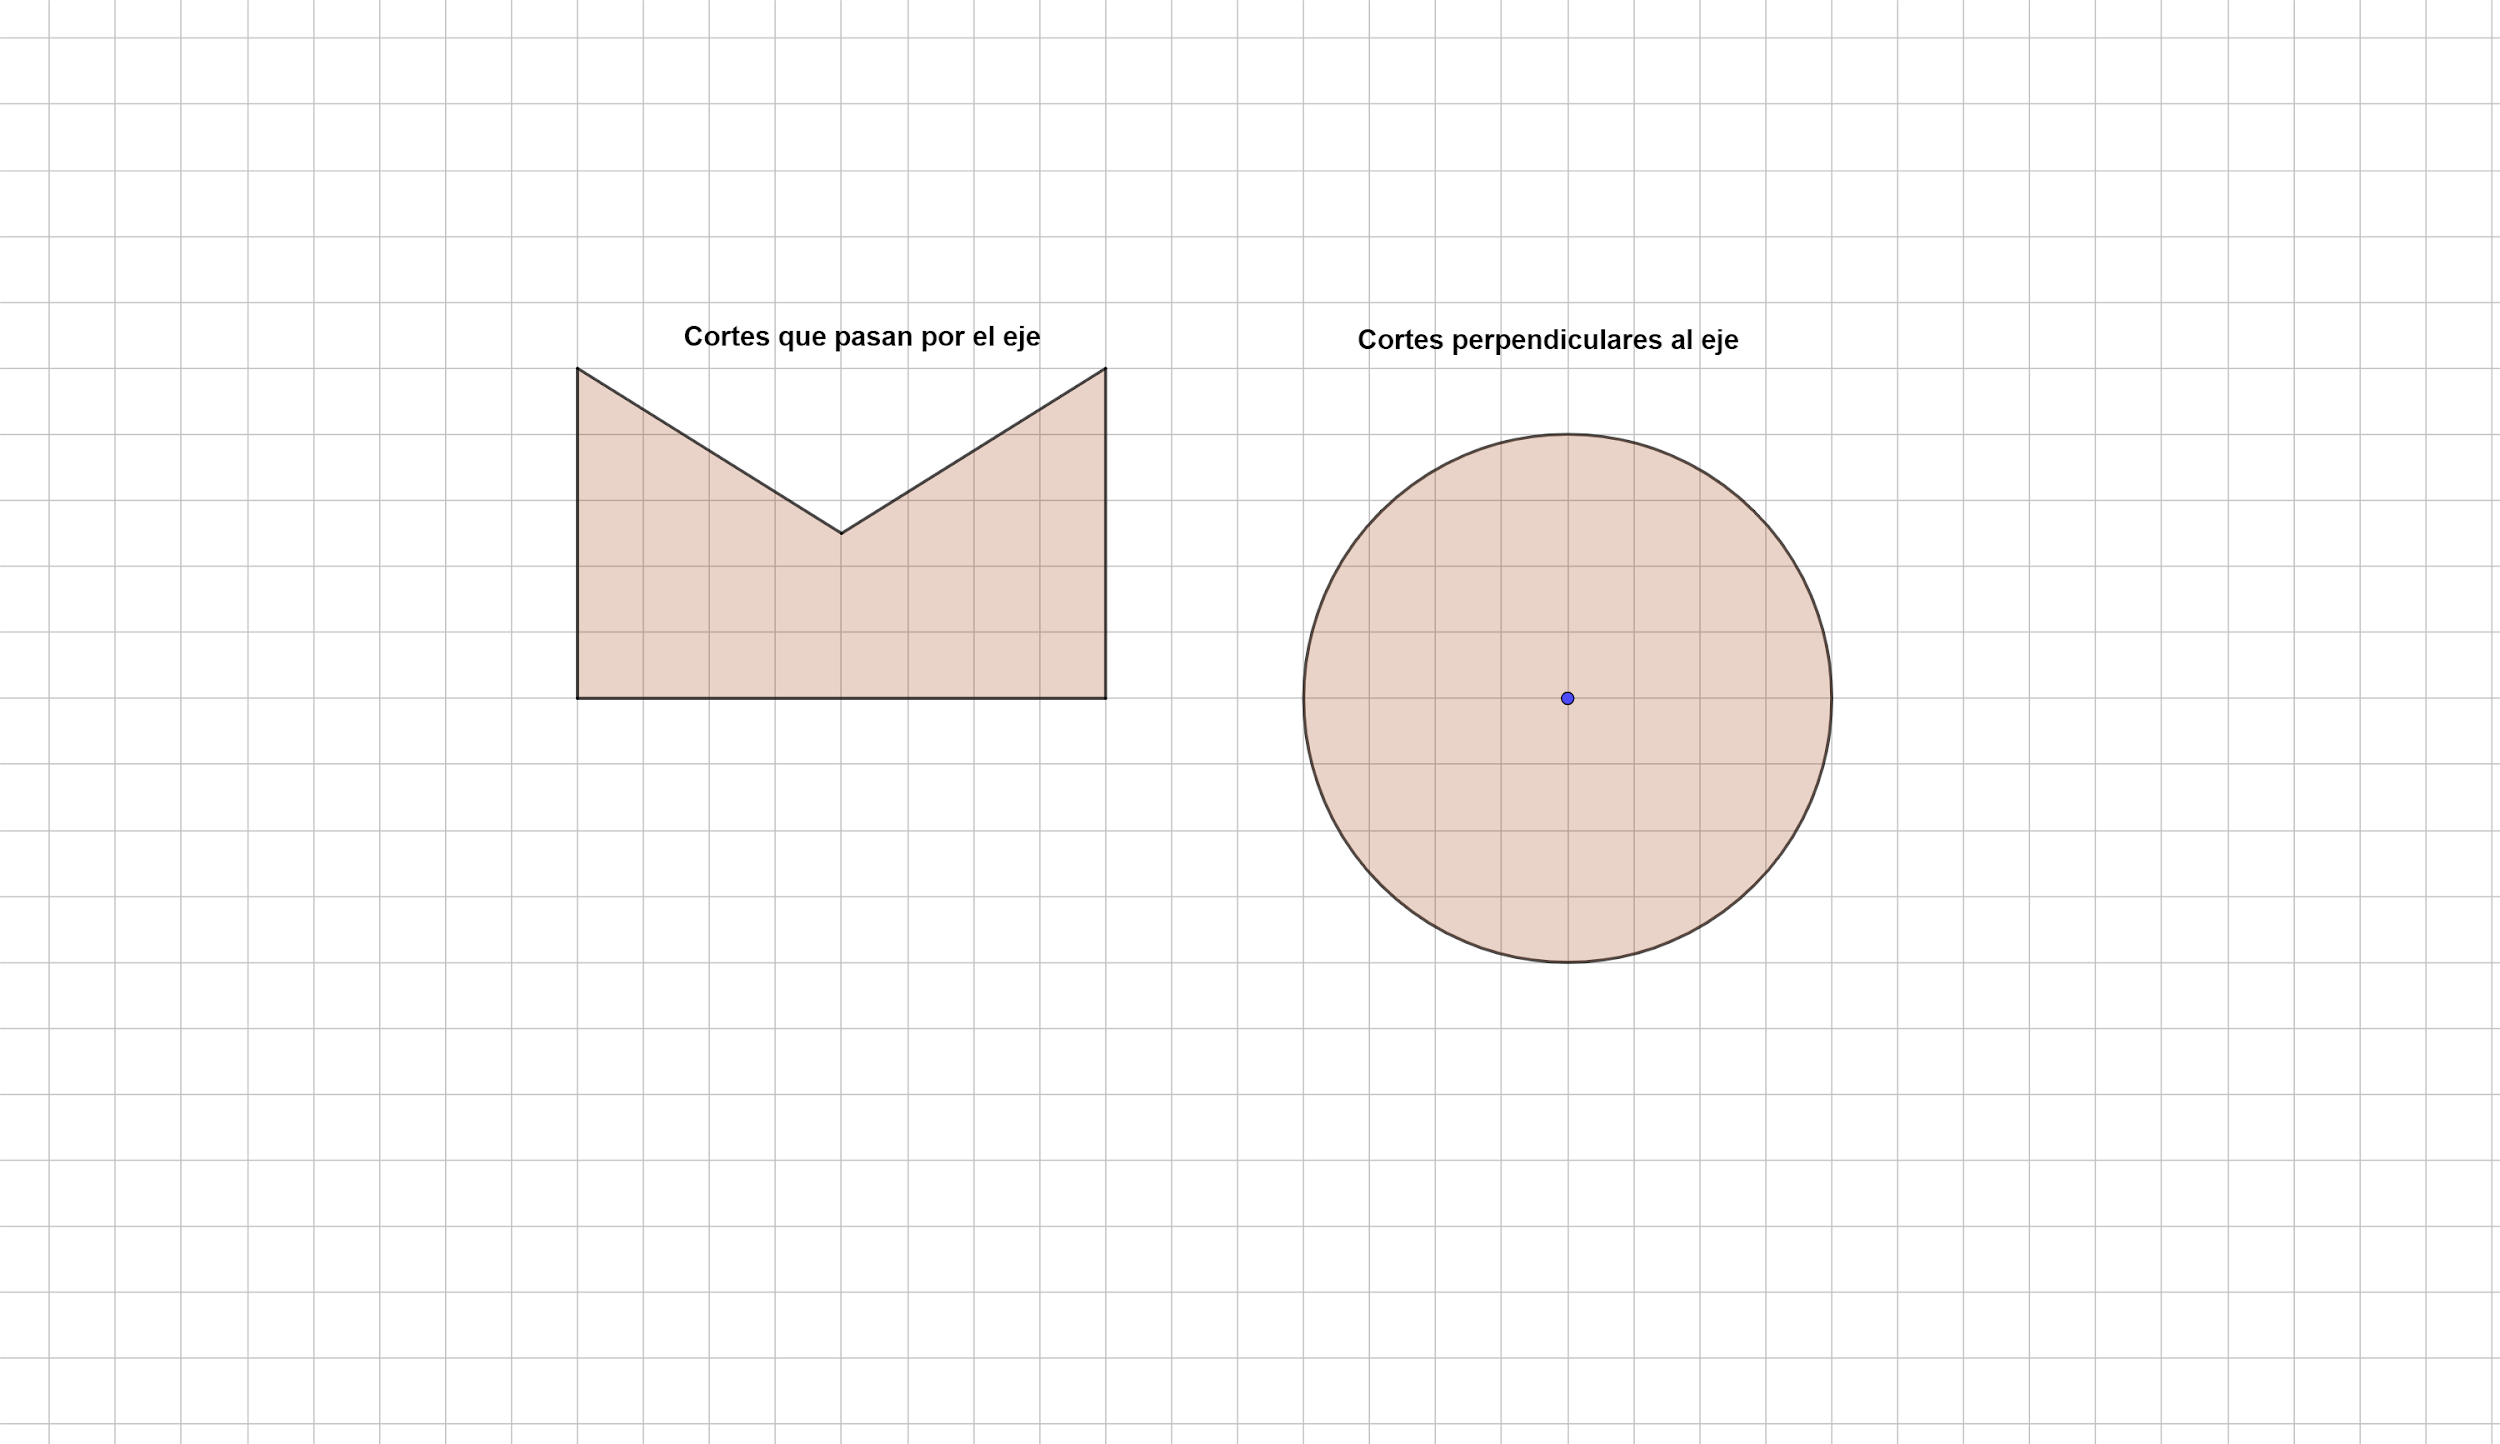 Cortes que pasan por el eje
Cortes perpendiculares al eje